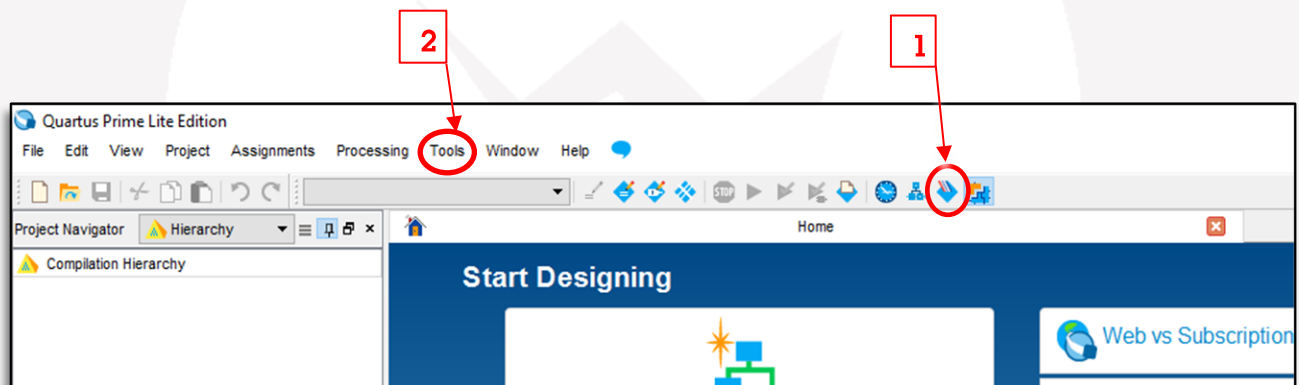 2
1
Quartus Prime Lite Edition
File Edit View Project Assignments Processing Tools Window Help
STOP
Project Navigator Hierarchy
Home
Compilation Hierarchy
Start Designing
Web vs Subscription